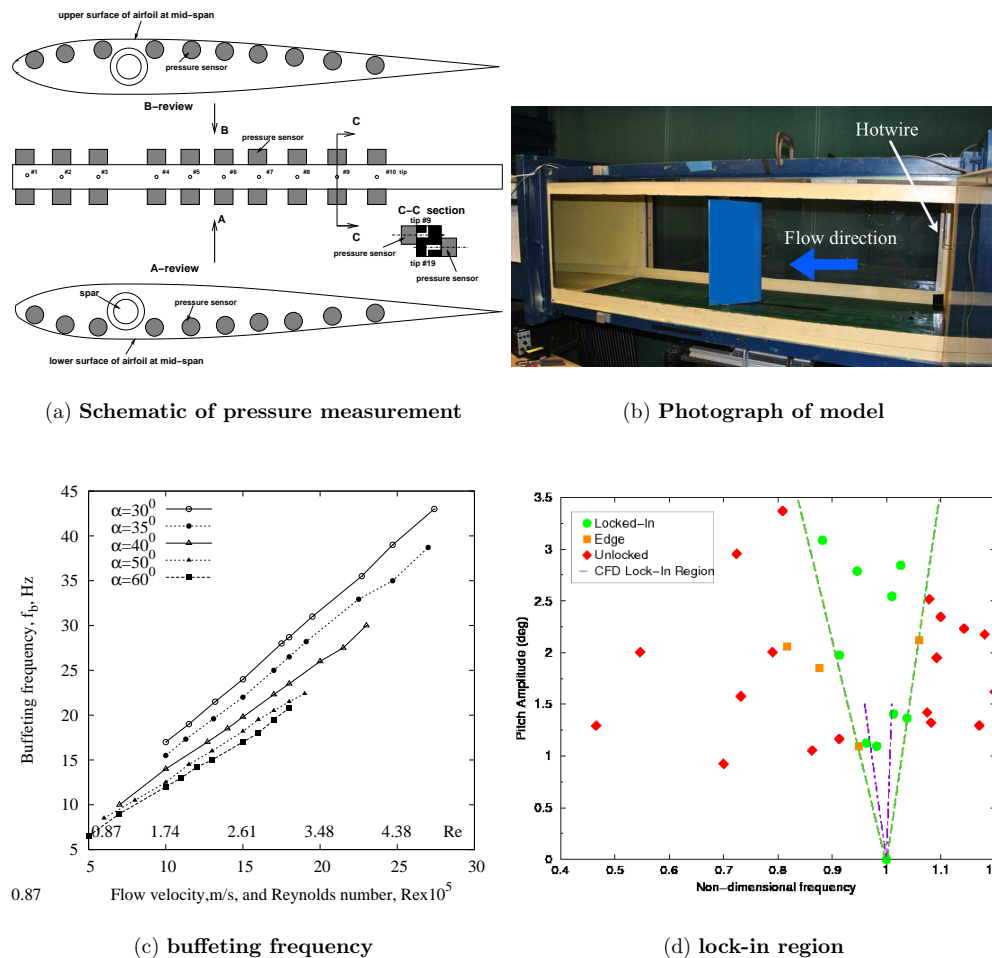 upper surface of airfoil at mid-span
pressure sensor
B-review
B
pressure sensor
C
#1 #2 #3 #4 #5 #6 #7 #8 #9 #10 tip
A
C
C-C section
tip #9
pressure sensor
tip #19
pressure sensor
A-review
spar
pressure sensor
lower surface of airfoil at mid-span
(a) Schematic of pressure measurement
Hotwire
Flow direction
(b) Photograph of model
Buffeting frequency, f_b, Hz
45
40
35
30
25
20
15
10
5
α=30⁰
α=35⁰
α=40⁰
α=50⁰
α=60⁰
0.87 1.74 2.61 3.48 4.38 Re
5 10 15 20 25 30
0.87 Flow velocity,m/s, and Reynolds number, Rex10⁵
(c) buffeting frequency
Pitch Amplitude (deg)
3.5
3
2.5
2
1.5
1
0.5
0
Locked-In
Edge
Unlocked
CFD Lock-In Region
0.4 0.5 0.6 0.7 0.8 0.9 1 1.1 1.2
Non-dimensional frequency
(d) lock-in region